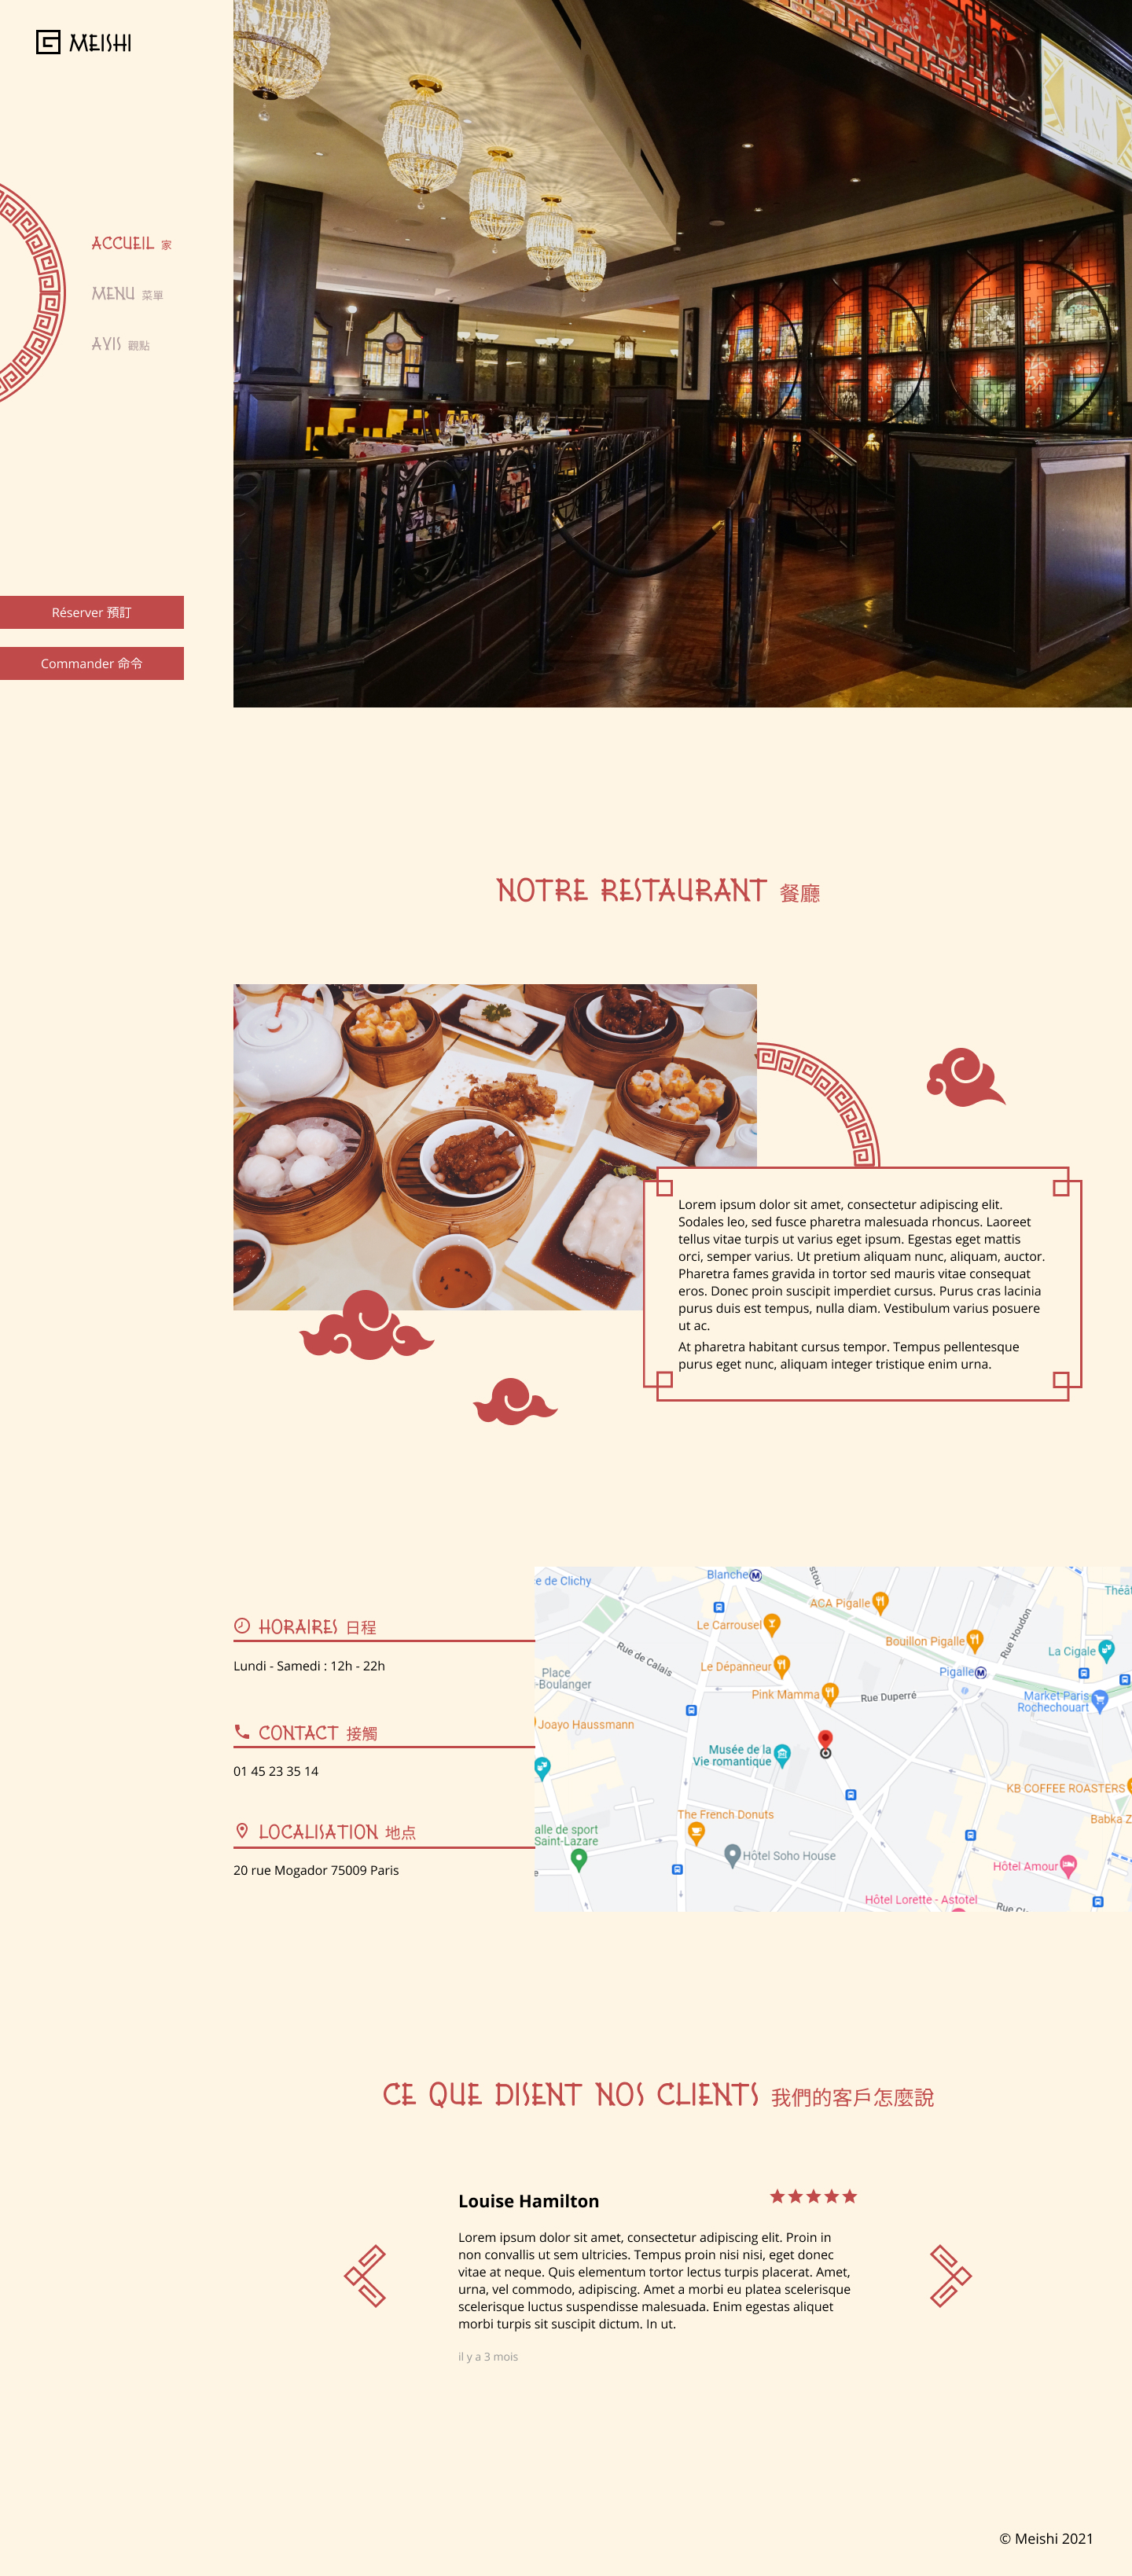 MEISHI
ACCUEIL 家
MENU 菜單
AVIS 觀點
Réserver 預訂
Commander 命令
NOTRE RESTAURANT 餐廳
Lorem ipsum dolor sit amet, consectetur adipiscing elit.
Sodales leo, sed fusce pharetra malesuada rhoncus. Laoreet
tellus vitae turpis ut varius eget ipsum. Egestas eget mattis
orci, semper varius. Ut pretium aliquam nunc, aliquam, auctor.
Pharetra fames gravida in tortor sed mauris vitae consequat
eros. Donec proin suscipit imperdiet cursus. Purus cras lacinia
purus duis est tempus, nulla diam. Vestibulum varius posuere
ut ac.
At pharetra habitant cursus tempor. Tempus pellentesque
purus eget nunc, aliquam integer tristique enim urna.
HORAIRES 日程
Lundi - Samedi : 12h - 22h
CONTACT 接觸
01 45 23 35 14
LOCALISATION 地点
20 rue Mogador 75009 Paris
e de Clichy
Blanche
M
stou
Théât
ACA Pigalle
Le Carrousel
Rue Houdon
Bouillon Pigalle
La Cigale
Rue de Calais
Le Dépanneur
Pigalle
M
Place
-Boulanger
Pink Mamma
Rue Duperré
Market Paris
Rochechouart
Joayo Haussmann
Musée de la
Vie romantique
KB COFFEE ROASTERS
The French Donuts
Babka Z
alle de sport
Saint-Lazare
Hôtel Soho House
Hôtel Amour
Hôtel Lorette - Astotel
Rue Cl
CE QUE DISENT NOS CLIENTS 我們的客戶怎麼說
Louise Hamilton
Lorem ipsum dolor sit amet, consectetur adipiscing elit. Proin in
non convallis ut sem ultricies. Tempus proin nisi nisi, eget donec
vitae at neque. Quis elementum tortor lectus turpis placerat. Amet,
urna, vel commodo, adipiscing. Amet a morbi eu platea scelerisque
scelerisque luctus suspendisse malesuada. Enim egestas aliquet
morbi turpis sit suscipit dictum. In ut.
il y a 3 mois
© Meishi 2021